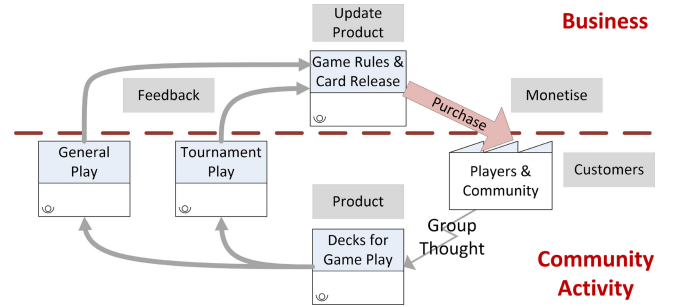 Update
Product
Business
Game Rules &
Card Release
Feedback
Purchase
Monetise
General
Play
Tournament
Play
Players &
Community
Customers
Product
Group
Thought
Decks for
Game Play
Community
Activity